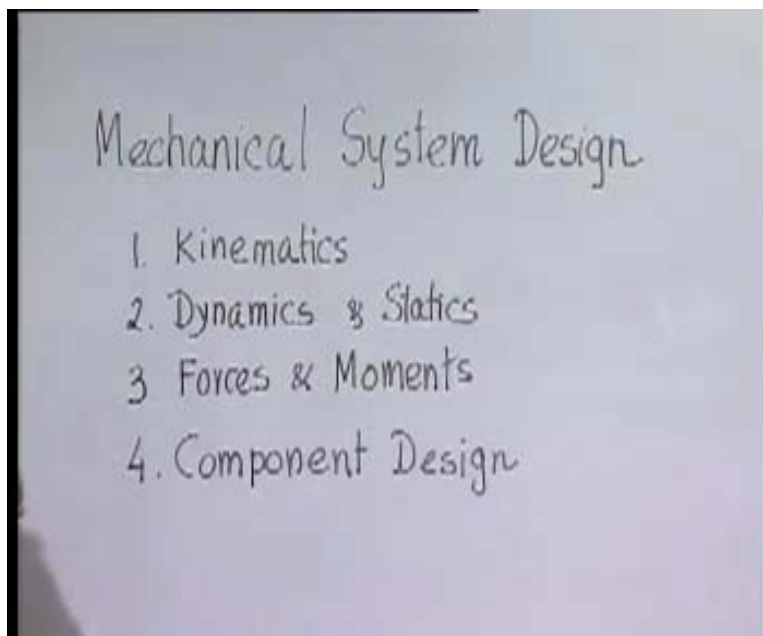 Mechanical System Design
1. Kinematics
2. Dynamics & Statics
3 Forces & Moments
4. Component Design